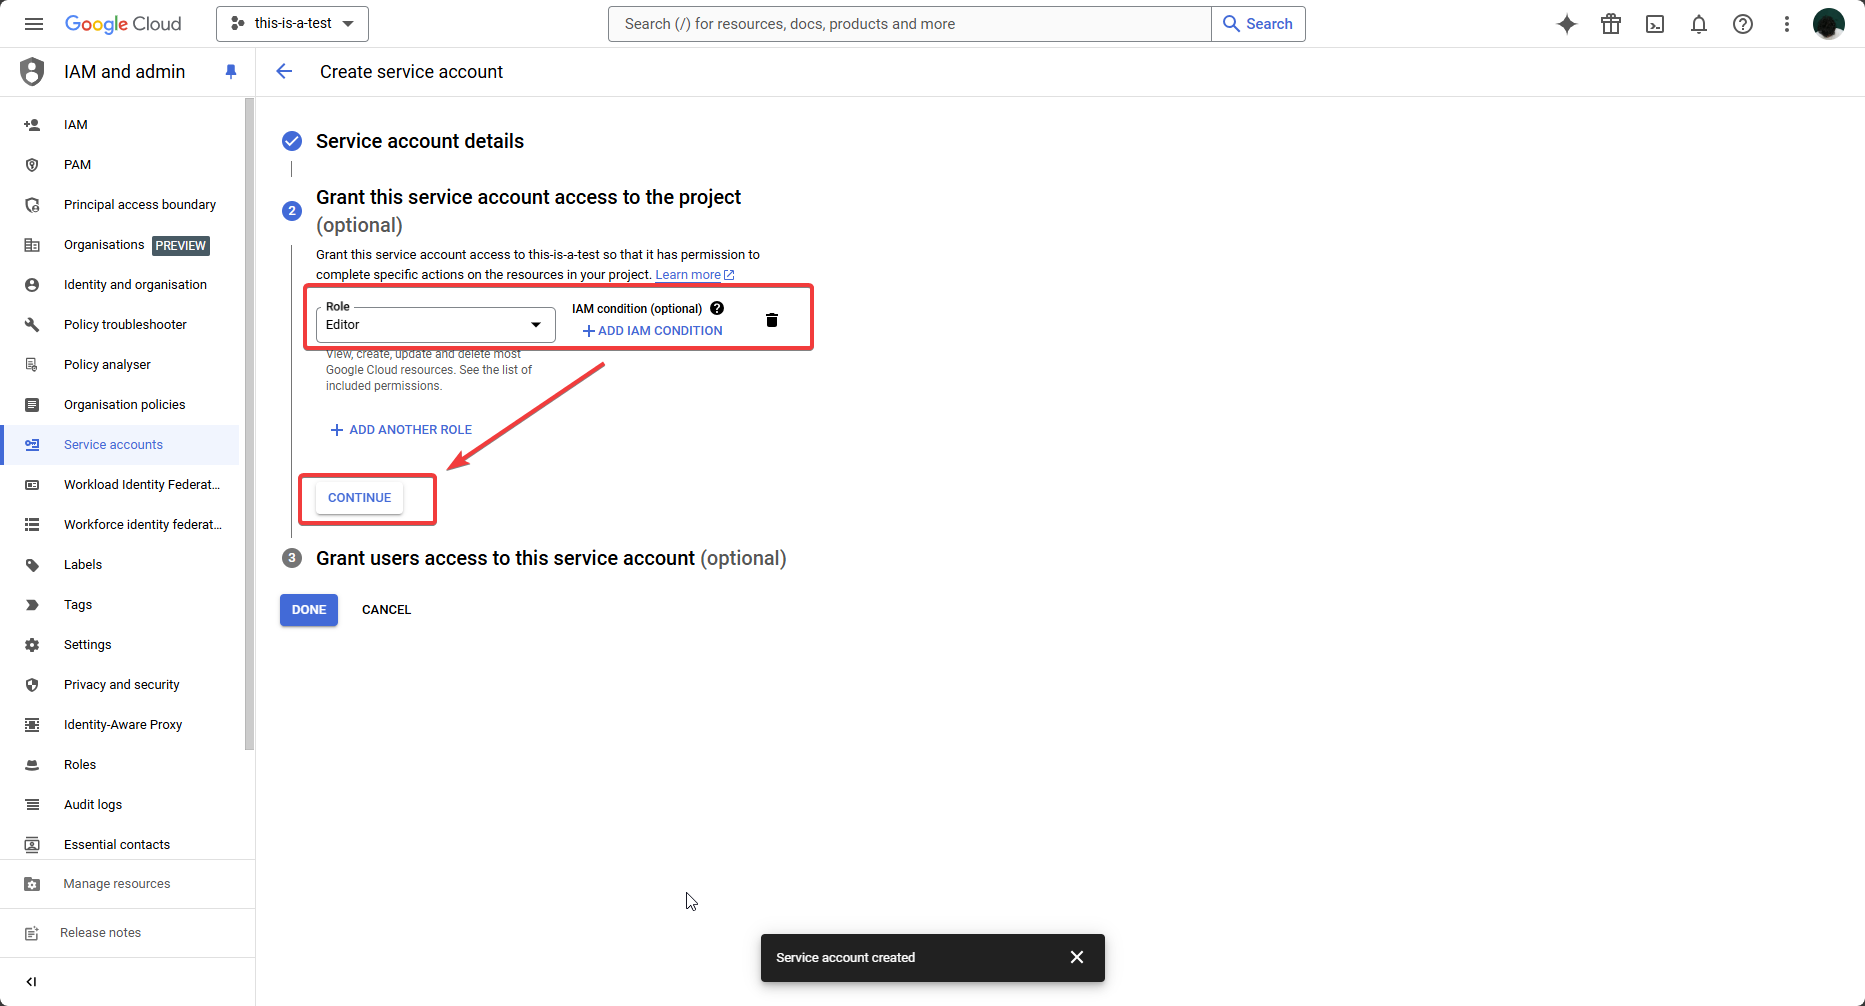 Google Cloud
this-is-a-test
Search (/) for resources, docs, products and more
Search
IAM and admin
Create service account
IAM
PAM
Principal access boundary
Organisations PREVIEW
Identity and organisation
Policy troubleshooter
Policy analyser
Organisation policies
Service accounts
Workload Identity Federat...
Workforce identity federat...
Labels
Tags
Settings
Privacy and security
Identity-Aware Proxy
Roles
Audit logs
Essential contacts
Manage resources
Release notes
Service account details
2
Grant this service account access to the project
(optional)
Grant this service account access to this-is-a-test so that it has permission to
complete specific actions on the resources in your project. Learn more
Role
Editor
IAM condition (optional) ?
+ ADD IAM CONDITION
View, create, update and delete most
Google Cloud resources. See the list of
included permissions.
+ ADD ANOTHER ROLE
CONTINUE
3 Grant users access to this service account (optional)
DONE CANCEL
Service account created